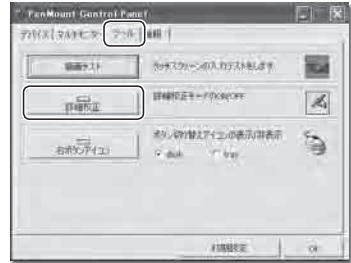 PenMount Control Panel
デバイス マルチモニター ツール 情報
描画テスト タッチスクリーンの入力テストをします
詳細校正 詳細校正モードのON/OFF
右ボタンアイコン ボタン切り替えアイコンの表示/非表示
desk tray
初期設定 OK